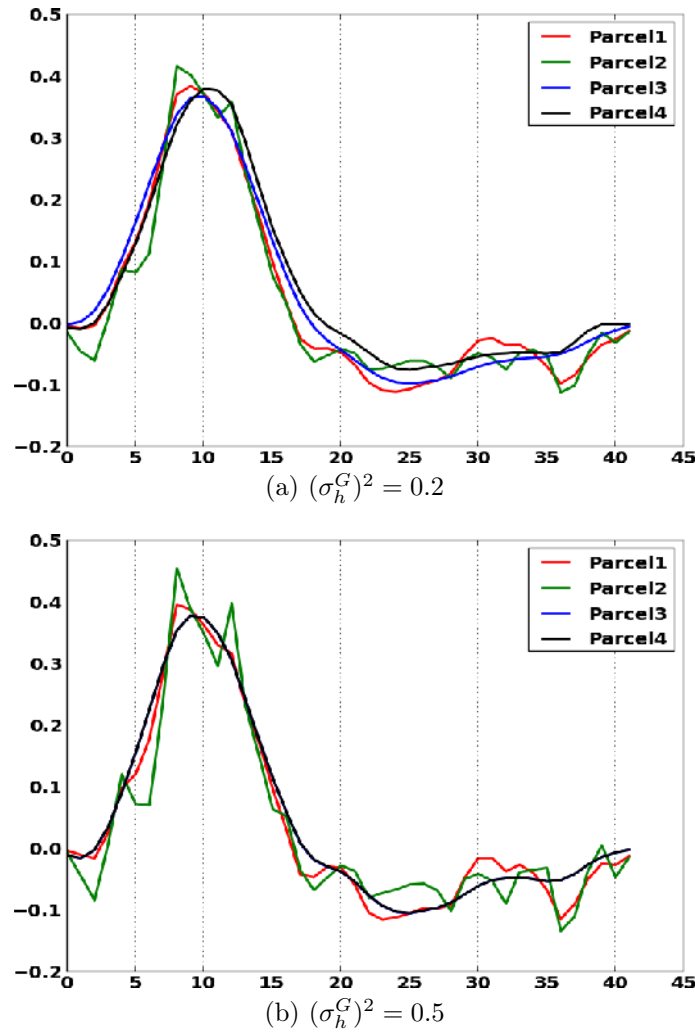 0.5
0.4
0.3
0.2
0.1
0.0
−0.1
−0.2
0 5 10 15 20 25 30 35 40 45
Parcel1
Parcel2
Parcel3
Parcel4
(a) $(\sigma_h^G)^2 = 0.2$
0.5
0.4
0.3
0.2
0.1
0.0
−0.1
−0.2
0 5 10 15 20 25 30 35 40 45
Parcel1
Parcel2
Parcel3
Parcel4
(b) $(\sigma_h^G)^2 = 0.5$